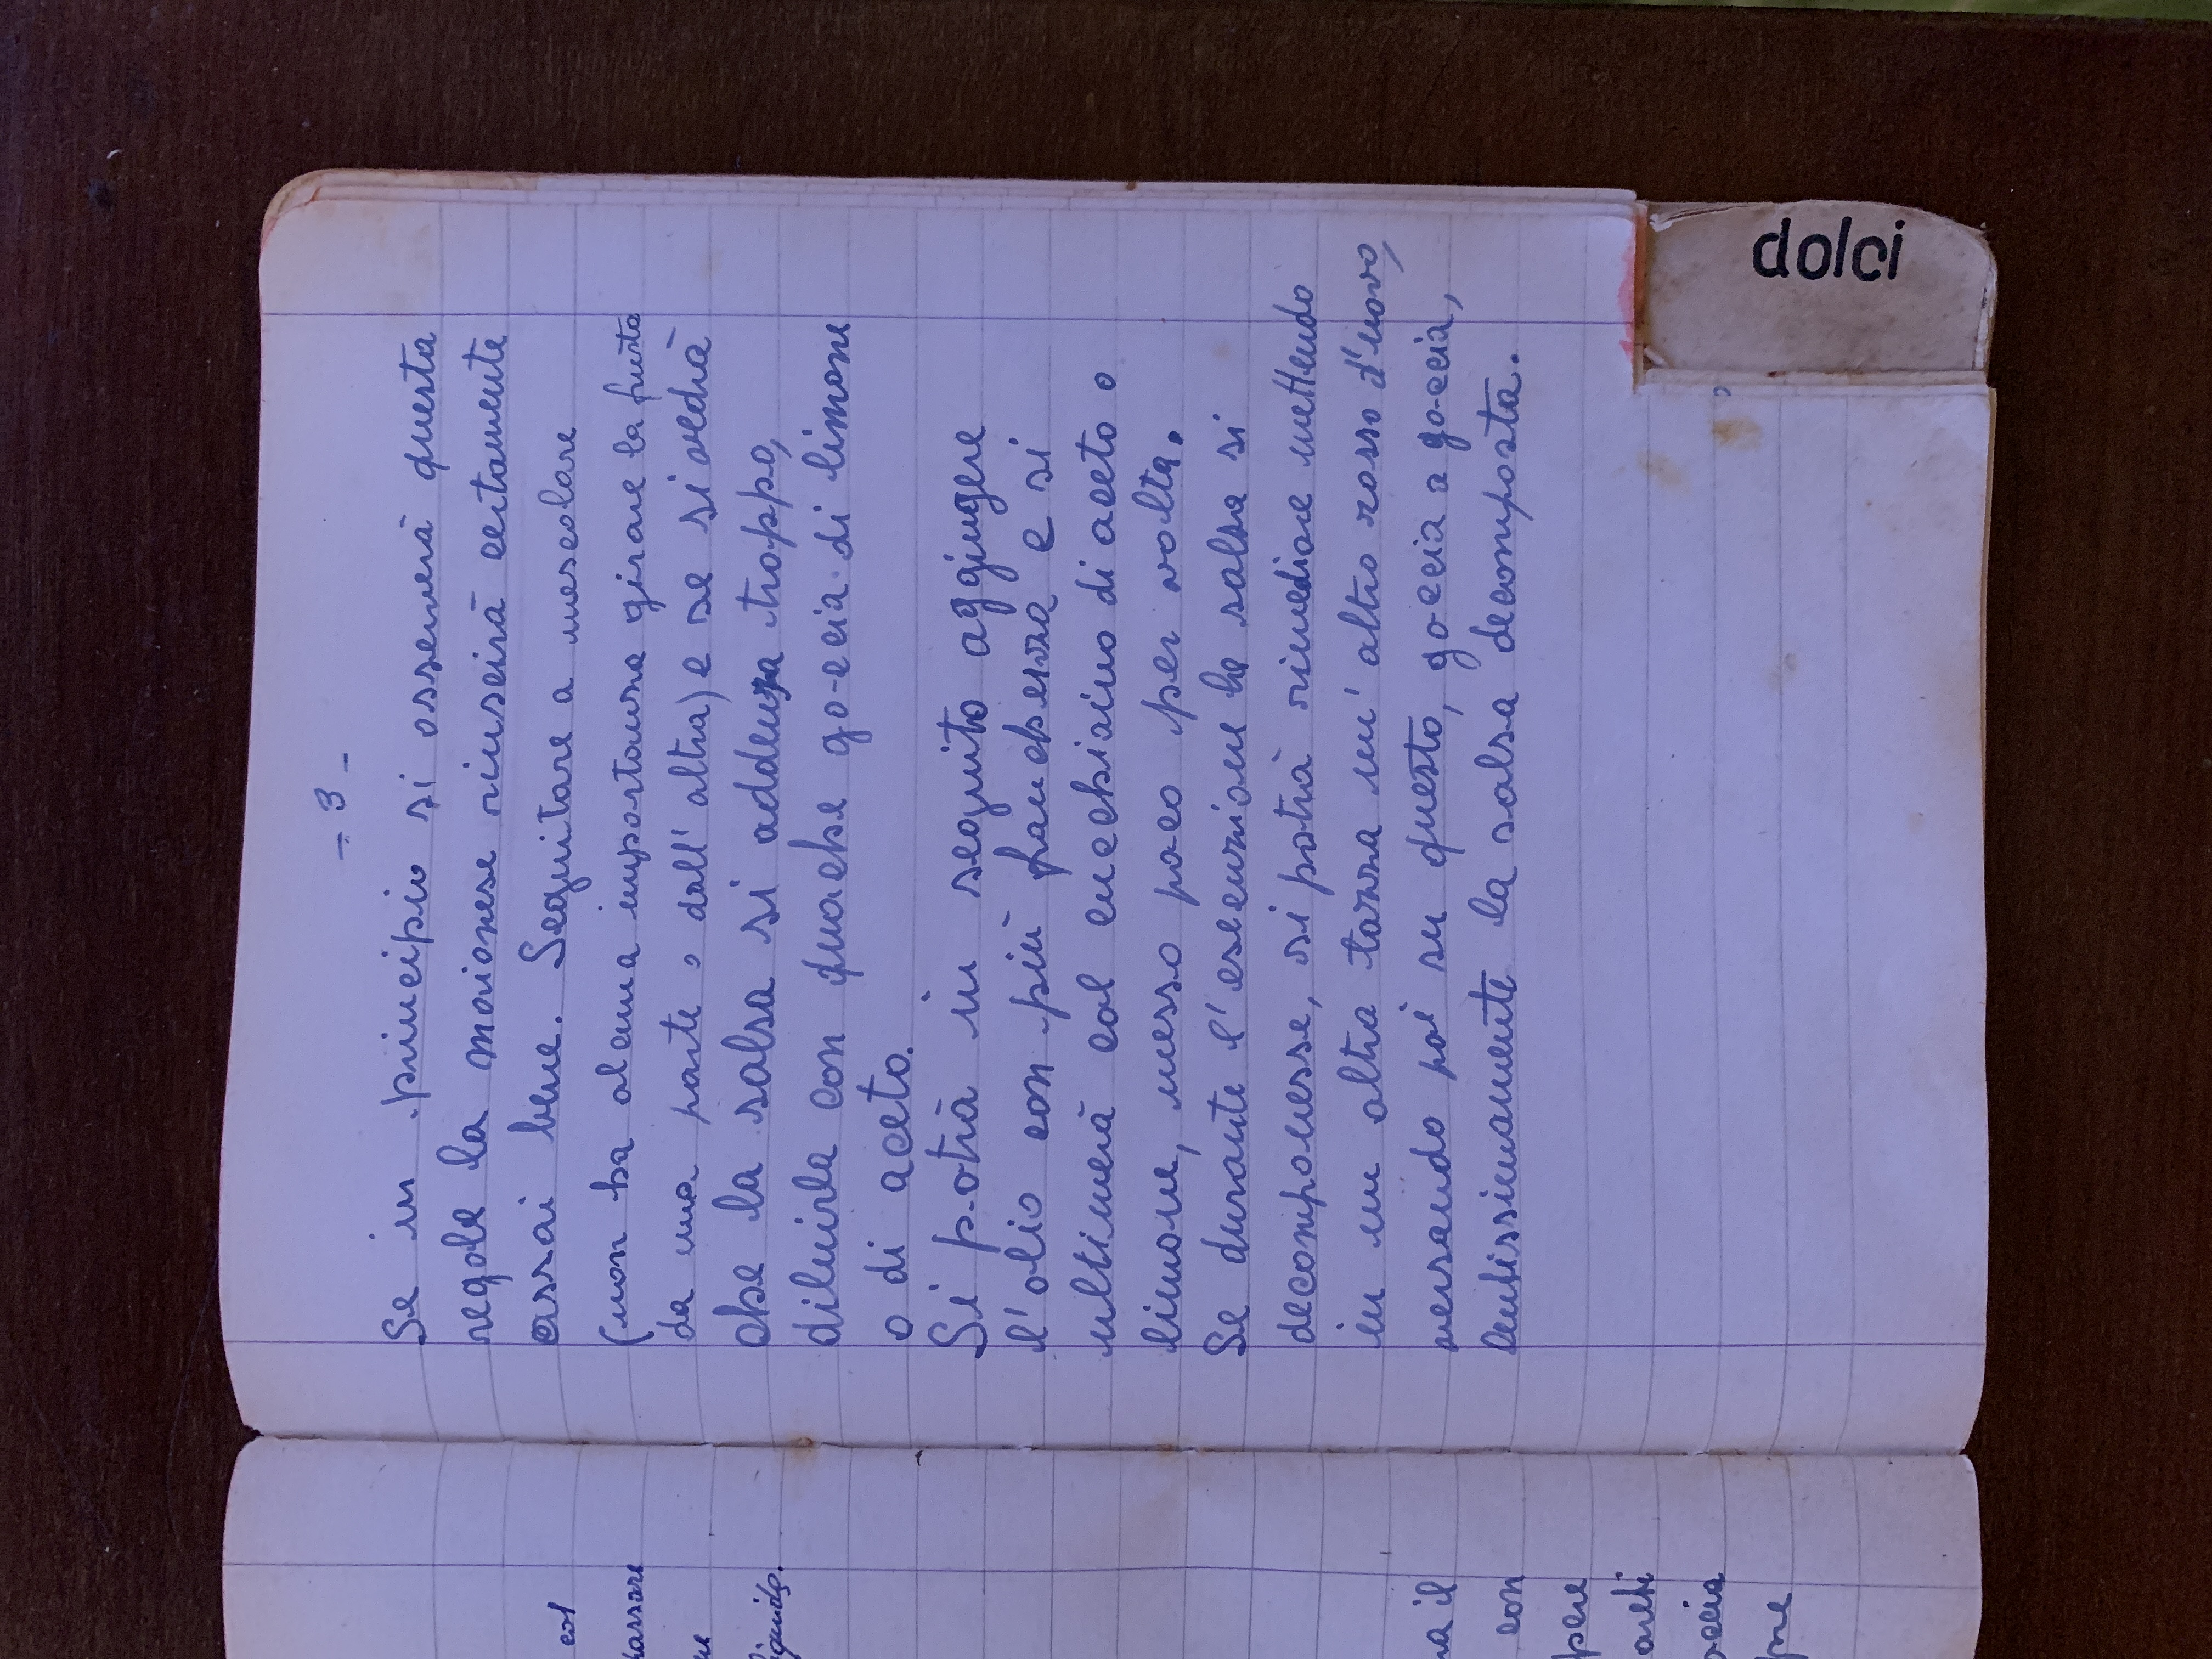 col
passare
ne
liquido.
na il
con
pere
areti
occia
pre
- 3 -
Se in principio si osserverà questa
regola la maionese riuscirà certamente
assai bene. Seguitare a mescolare
(non ha alcuna importanza girare la frusta
da una parte o dall'altra) e se si vedrà
che la salsa si addenza troppo,
diluirla con quache goccia di limone
o di aceto.
Si potrà in seguito aggiugere
l'olio con più franchezza e si
ultimerà col cucchiaino di aceto o
limone, messo poco per volta.
Se durante l'esecuzione la salsa si
decomponesse, si potrà rimediare mettendo
in un altra tazza un' altro rosso d'uovo,
versando poi su questo, goccia a goccia,
lentissimamente la salsa decomposta.
dolci